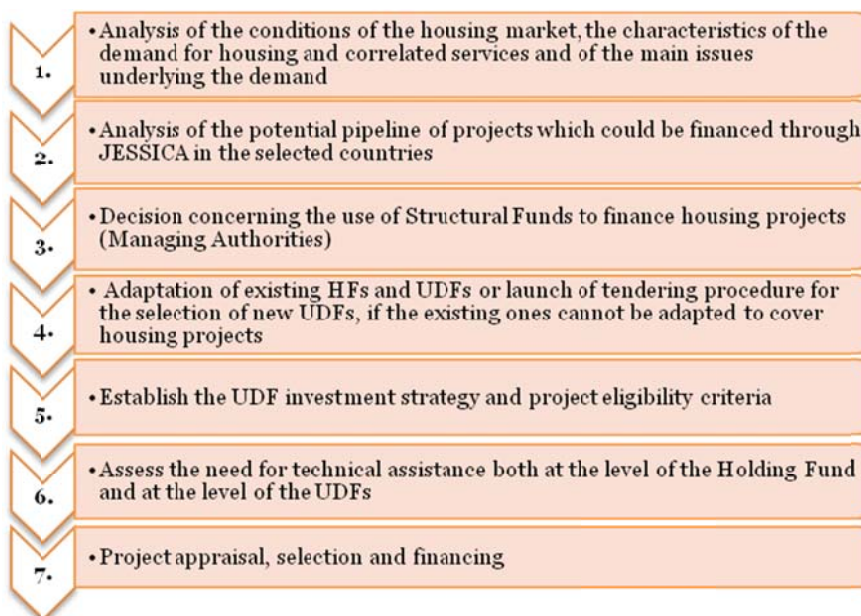 1.
•Analysis of the conditions of the housing market, the characteristics of the
demand for housing and correlated services and of the main issues
underlying the demand
2.
•Analysis of the potential pipeline of projects which could be financed through
JESSICA in the selected countries
3.
•Decision concerning the use of Structural Funds to finance housing projects
(Managing Authorities)
4.
• Adaptation of existing HFs and UDFs or launch of tendering procedure for
the selection of new UDFs, if the existing ones cannot be adapted to cover
housing projects
5.
•Establish the UDF investment strategy and project eligibility criteria
6.
•Assess the need for technical assistance both at the level of the Holding Fund
and at the level of the UDFs
7.
•Project appraisal, selection and financing